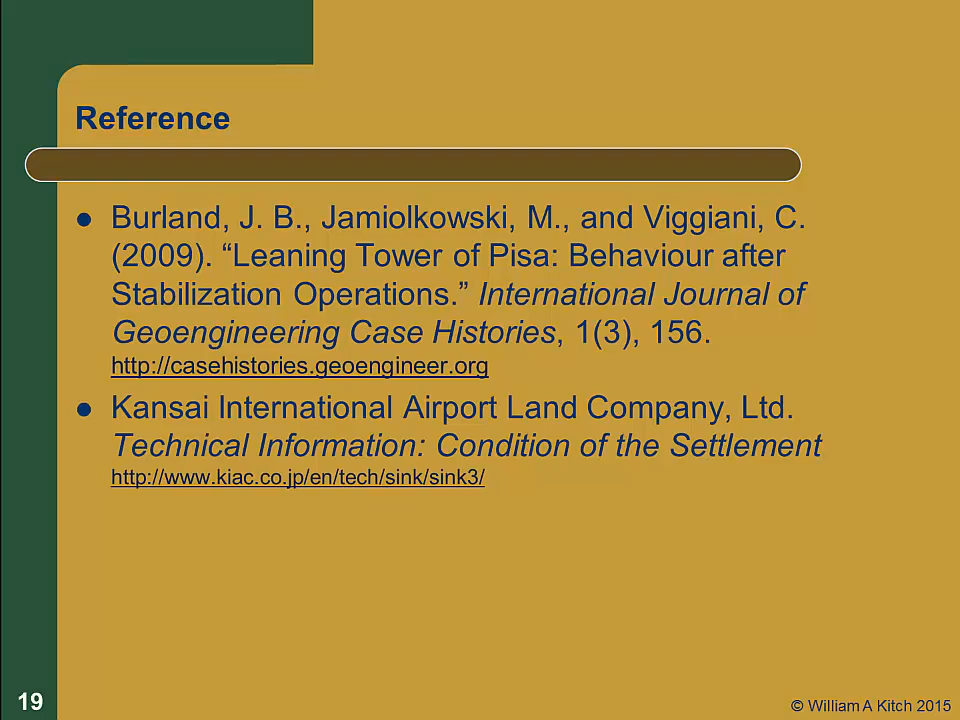 Reference
● Burland, J. B., Jamiolkowski, M., and Viggiani, C.
(2009). “Leaning Tower of Pisa: Behaviour after
Stabilization Operations.” International Journal of
Geoengineering Case Histories, 1(3), 156.
http://casehistories.geoengineer.org
● Kansai International Airport Land Company, Ltd.
Technical Information: Condition of the Settlement
http://www.kiac.co.jp/en/tech/sink/sink3/
19
© William A Kitch 2015